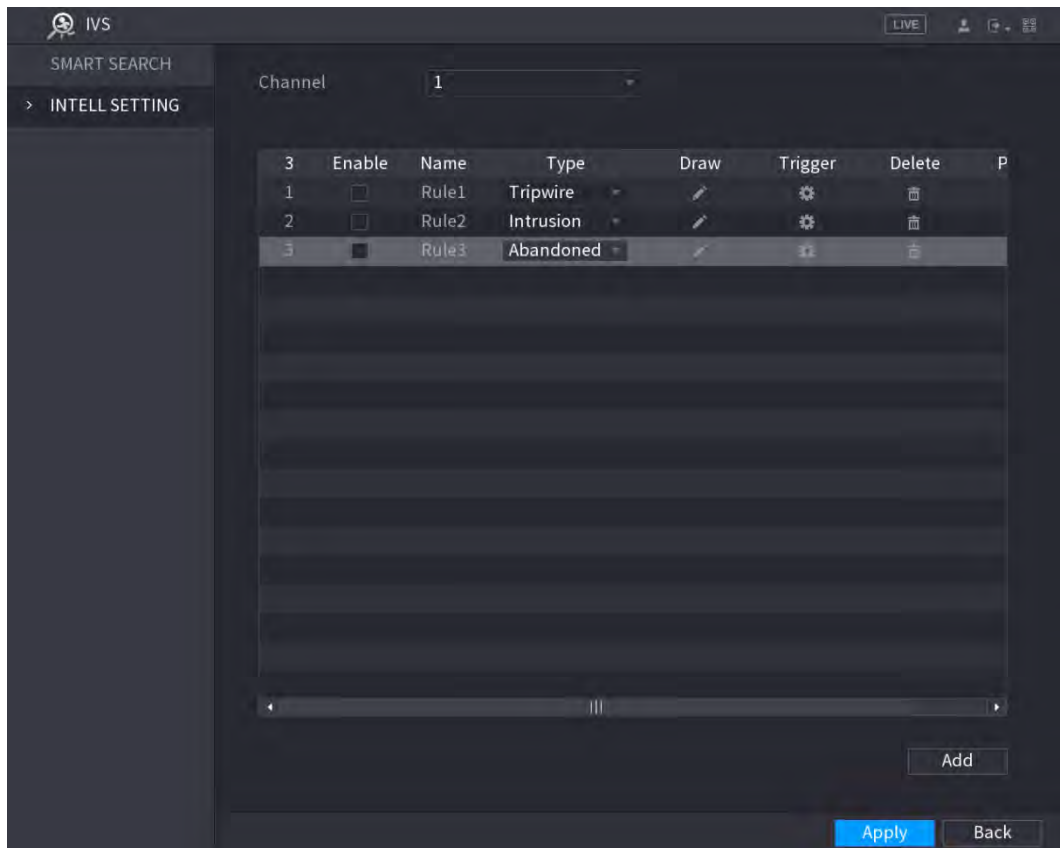 IVS LIVE
SMART SEARCH
Channel 1
> INTELL SETTING
3 Enable Name Type Draw Trigger Delete P
1 Rule1 Tripwire
2 Rule2 Intrusion
3 Rule3 Abandoned
Add
Apply Back